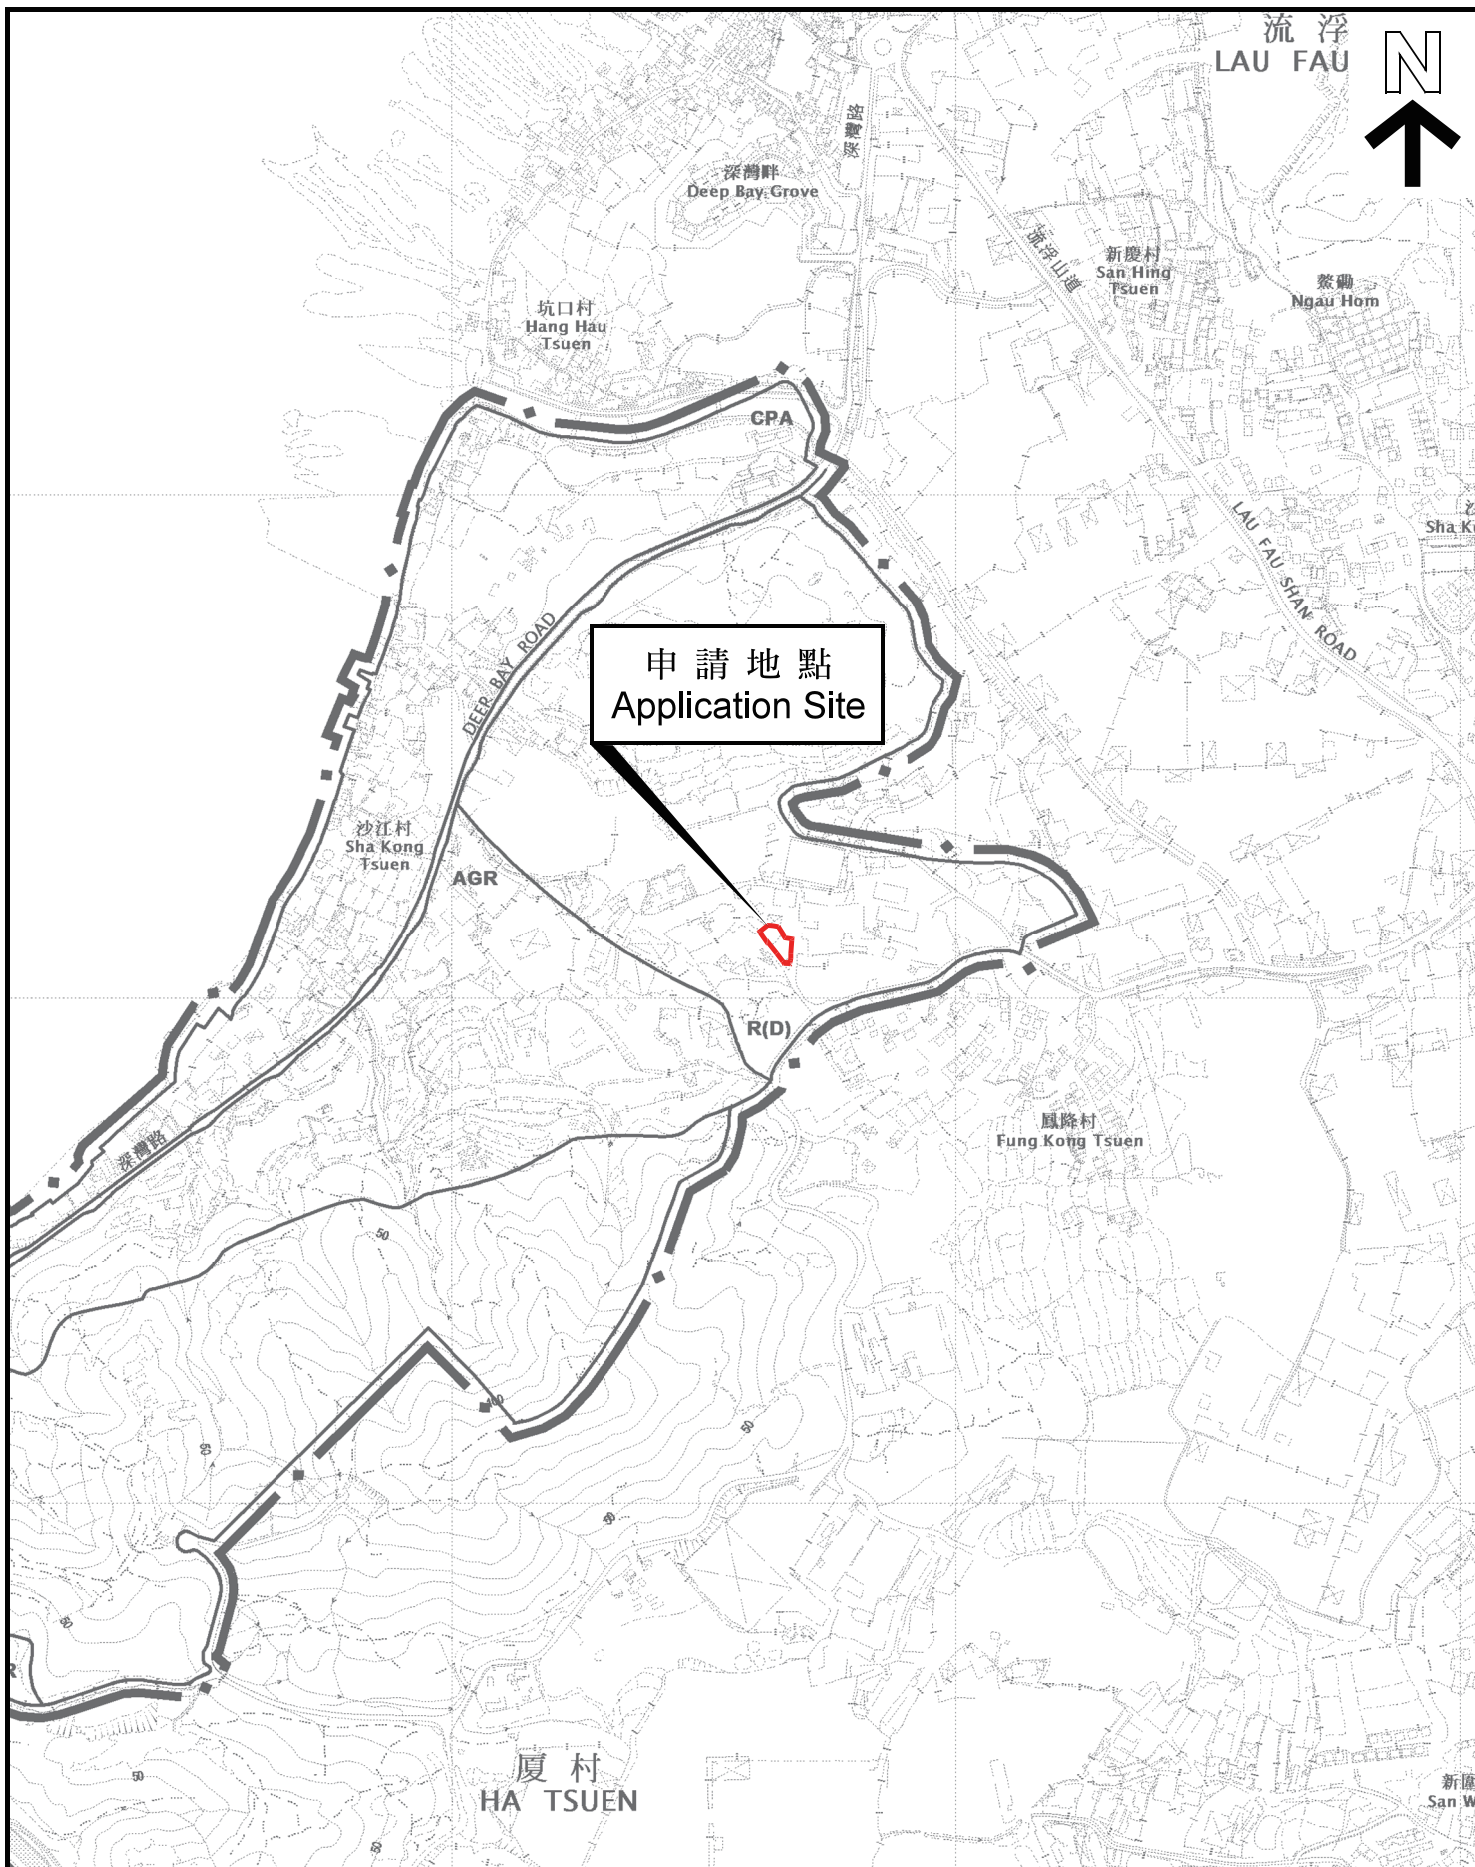 流 浮
LAU FAU
N
深灣路
深灣畔
Deep Bay Grove
流浮山道
新慶村
San Hing
Tsuen
鰲磡
Ngau Hom
坑口村
Hang Hau
Tsuen
CPA
LAU FAU SHAN ROAD
Sha K
DEEP BAY ROAD
申請地點
Application Site
沙江村
Sha Kong
Tsuen
AGR
R(D)
鳳降村
Fung Kong Tsuen
深灣路
50
100
50
50
50
50
R
50
50
厦 村
HA TSUEN
新圍
San W